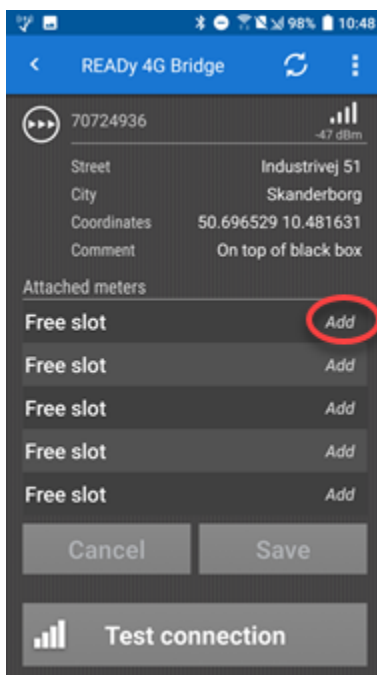 98% 10:48
READy 4G Bridge
70724936
-47 dBm
Street Industrivej 51
City Skanderborg
Coordinates 50.696529 10.481631
Comment On top of black box
Attached meters
Free slot Add
Free slot Add
Free slot Add
Free slot Add
Free slot Add
Cancel Save
Test connection